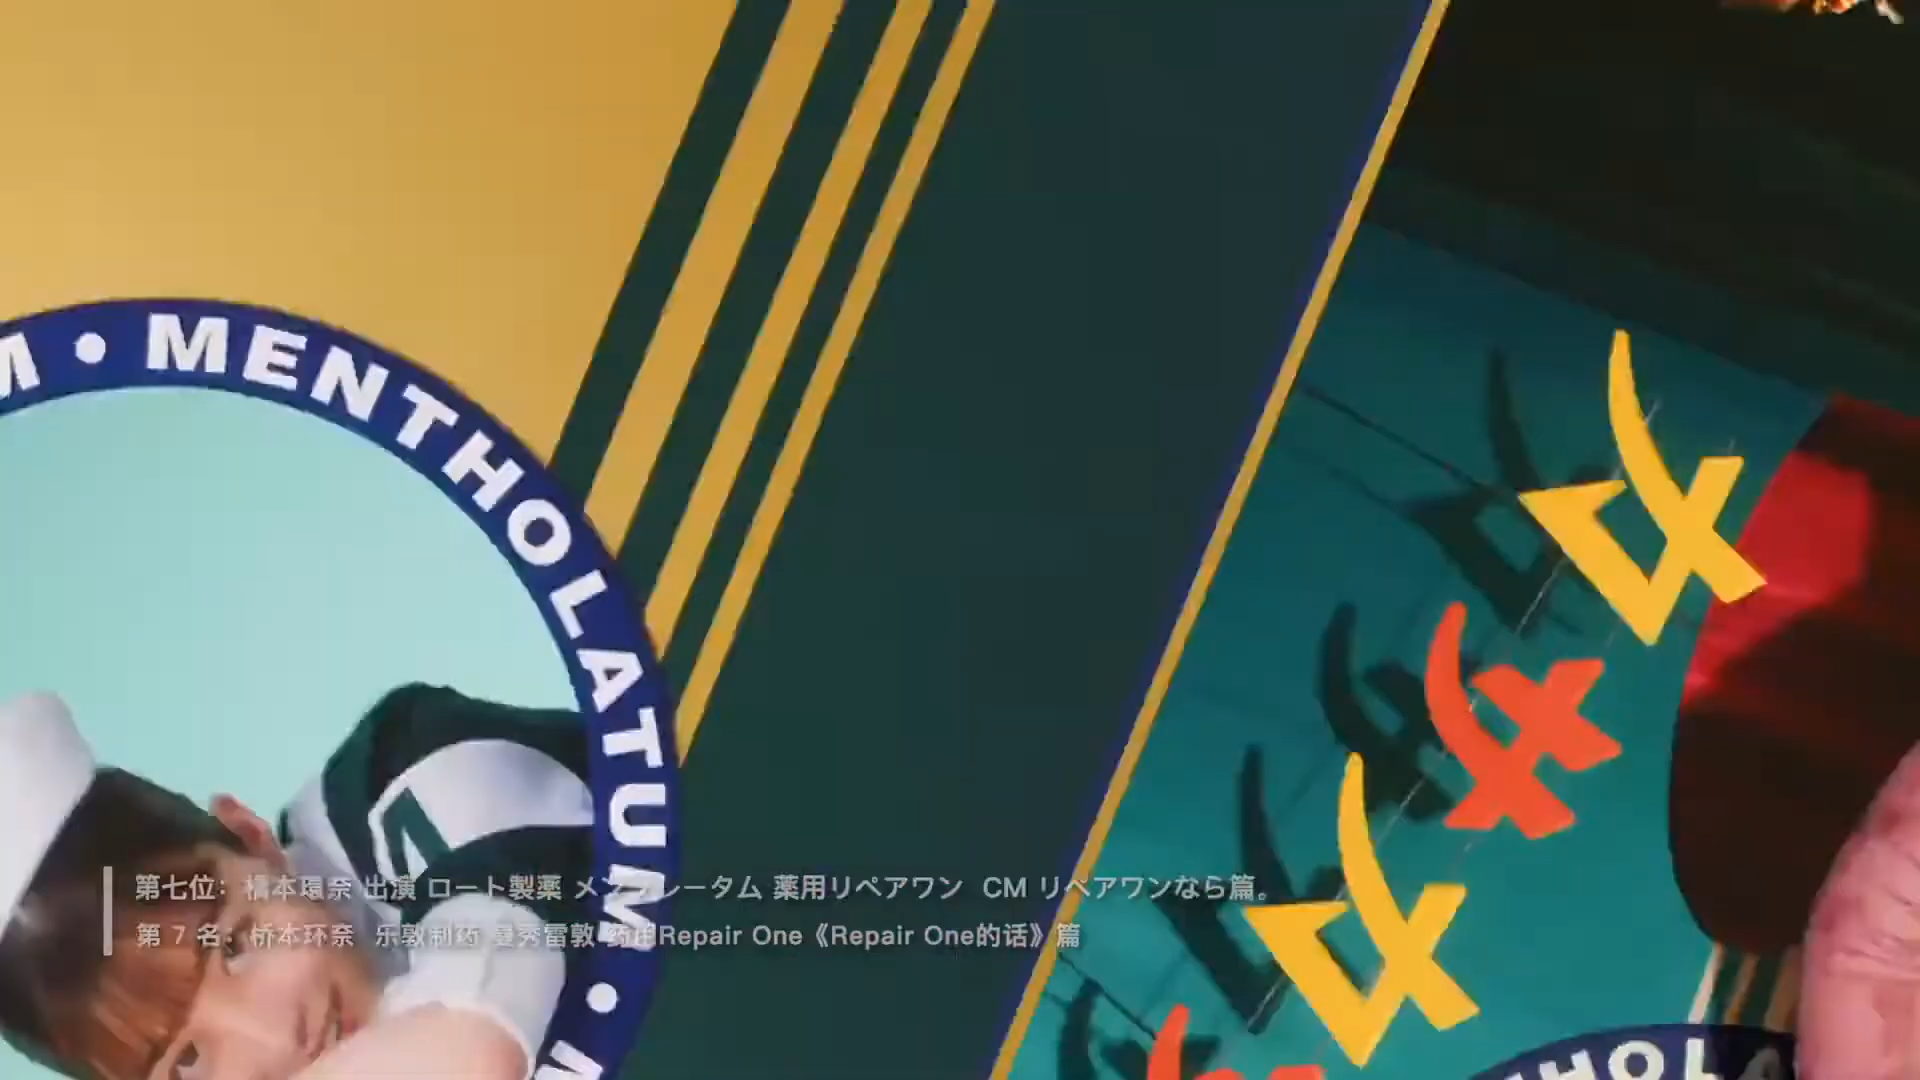 M • MENTHOLATUM •
第七位：橋本環奈 出演 ロート製薬 メンソレータム 薬用リペアワン CM リペアワンなら篇。
第 7 名：桥本环奈 乐敦制药 曼秀雷敦 药用Repair One《Repair One的话》篇
HOL